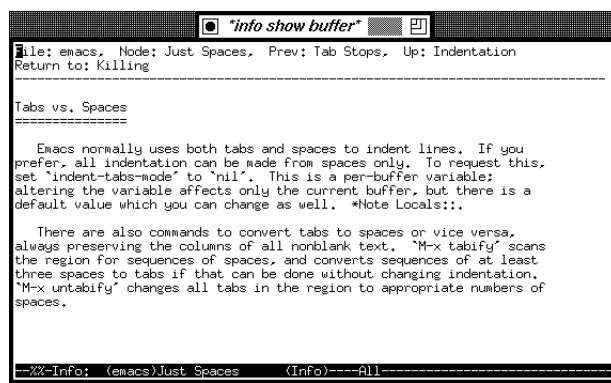 *info show buffer*
File: emacs,  Node: Just Spaces,  Prev: Tab Stops,  Up: Indentation
Return to: Killing
-------------------------------------------------------------------------------
Tabs vs. Spaces
===============
   Emacs normally uses both tabs and spaces to indent lines.  If you
prefer, all indentation can be made from spaces only.  To request this,
set `indent-tabs-mode' to `nil'.  This is a per-buffer variable;
altering the variable affects only the current buffer, but there is a
default value which you can change as well.  *Note Locals::.
   There are also commands to convert tabs to spaces or vice versa,
always preserving the columns of all nonblank text.  `M-x tabify' scans
the region for sequences of spaces, and converts sequences of at least
three spaces to tabs if that can be done without changing indentation.
`M-x untabify' changes all tabs in the region to appropriate numbers of
spaces.
--%%-Info:  (emacs)Just Spaces      (Info)----All------------------------------